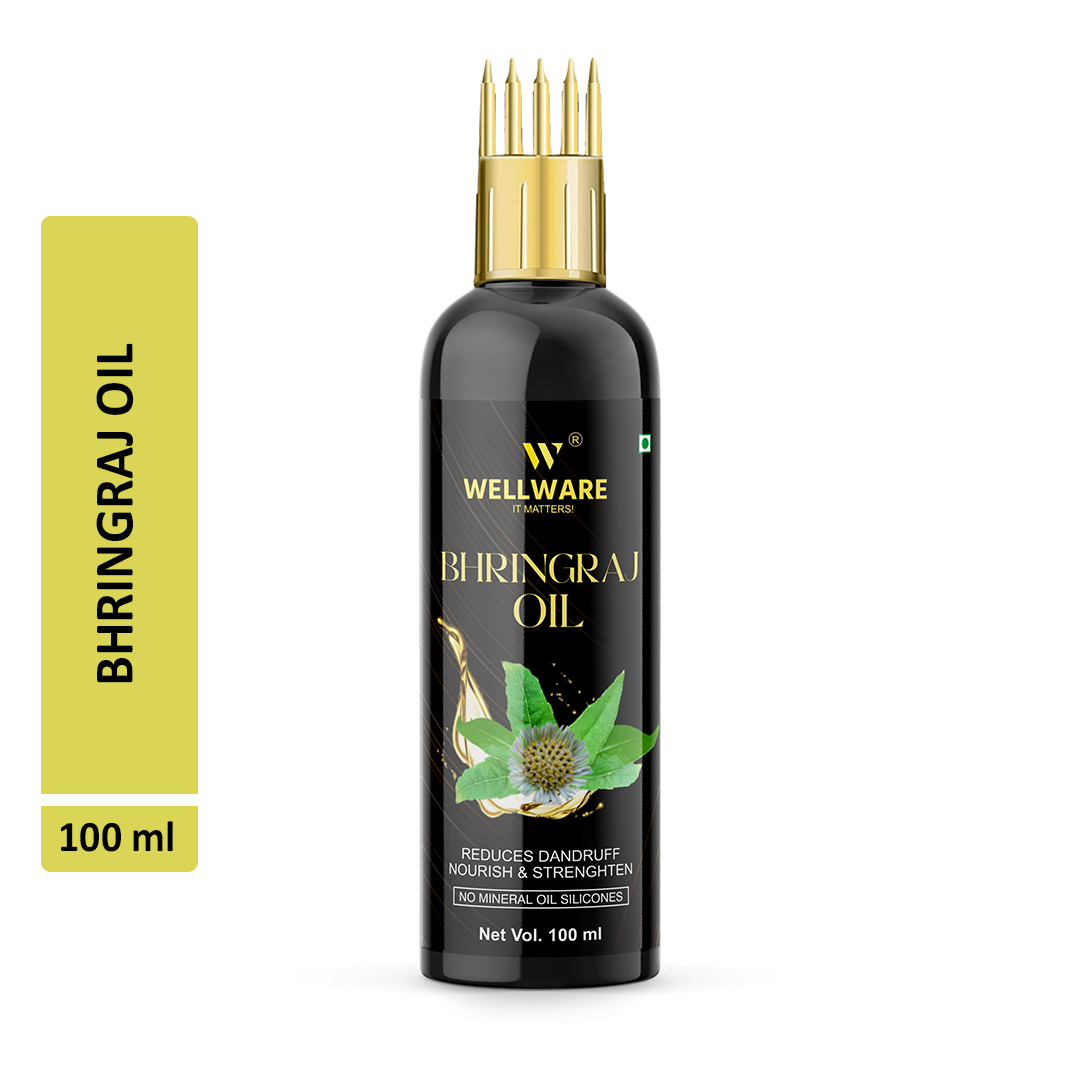 BHRINGRAJ OIL
100 ml
W ®
WELLWARE
IT MATTERS!
BHRINGRAJ
OIL
REDUCES DANDRUFF
NOURISH & STRENGHTEN
NO MINERAL OIL SILICONES
Net Vol. 100 ml